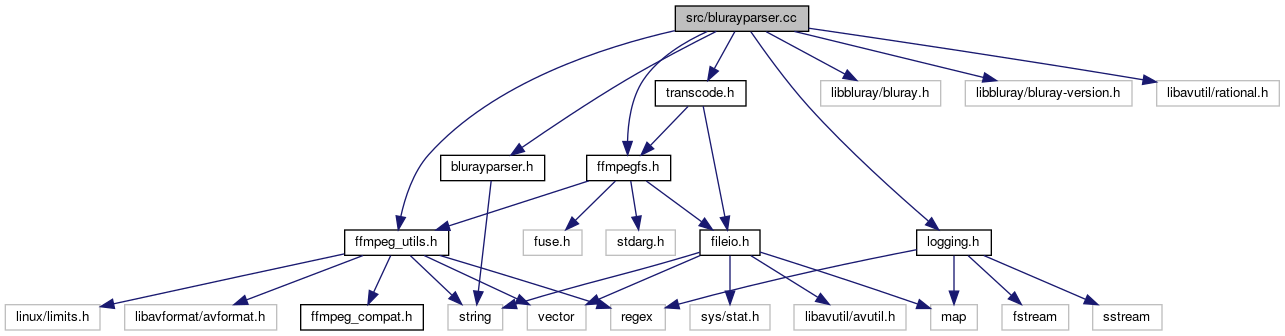 src/blurayparser.cc
transcode.h
libbluray/bluray.h
libbluray/bluray-version.h
libavutil/rational.h
blurayparser.h
ffmpegfs.h
ffmpeg_utils.h
fuse.h
stdarg.h
fileio.h
logging.h
linux/limits.h
libavformat/avformat.h
ffmpeg_compat.h
string
vector
regex
sys/stat.h
libavutil/avutil.h
map
fstream
sstream